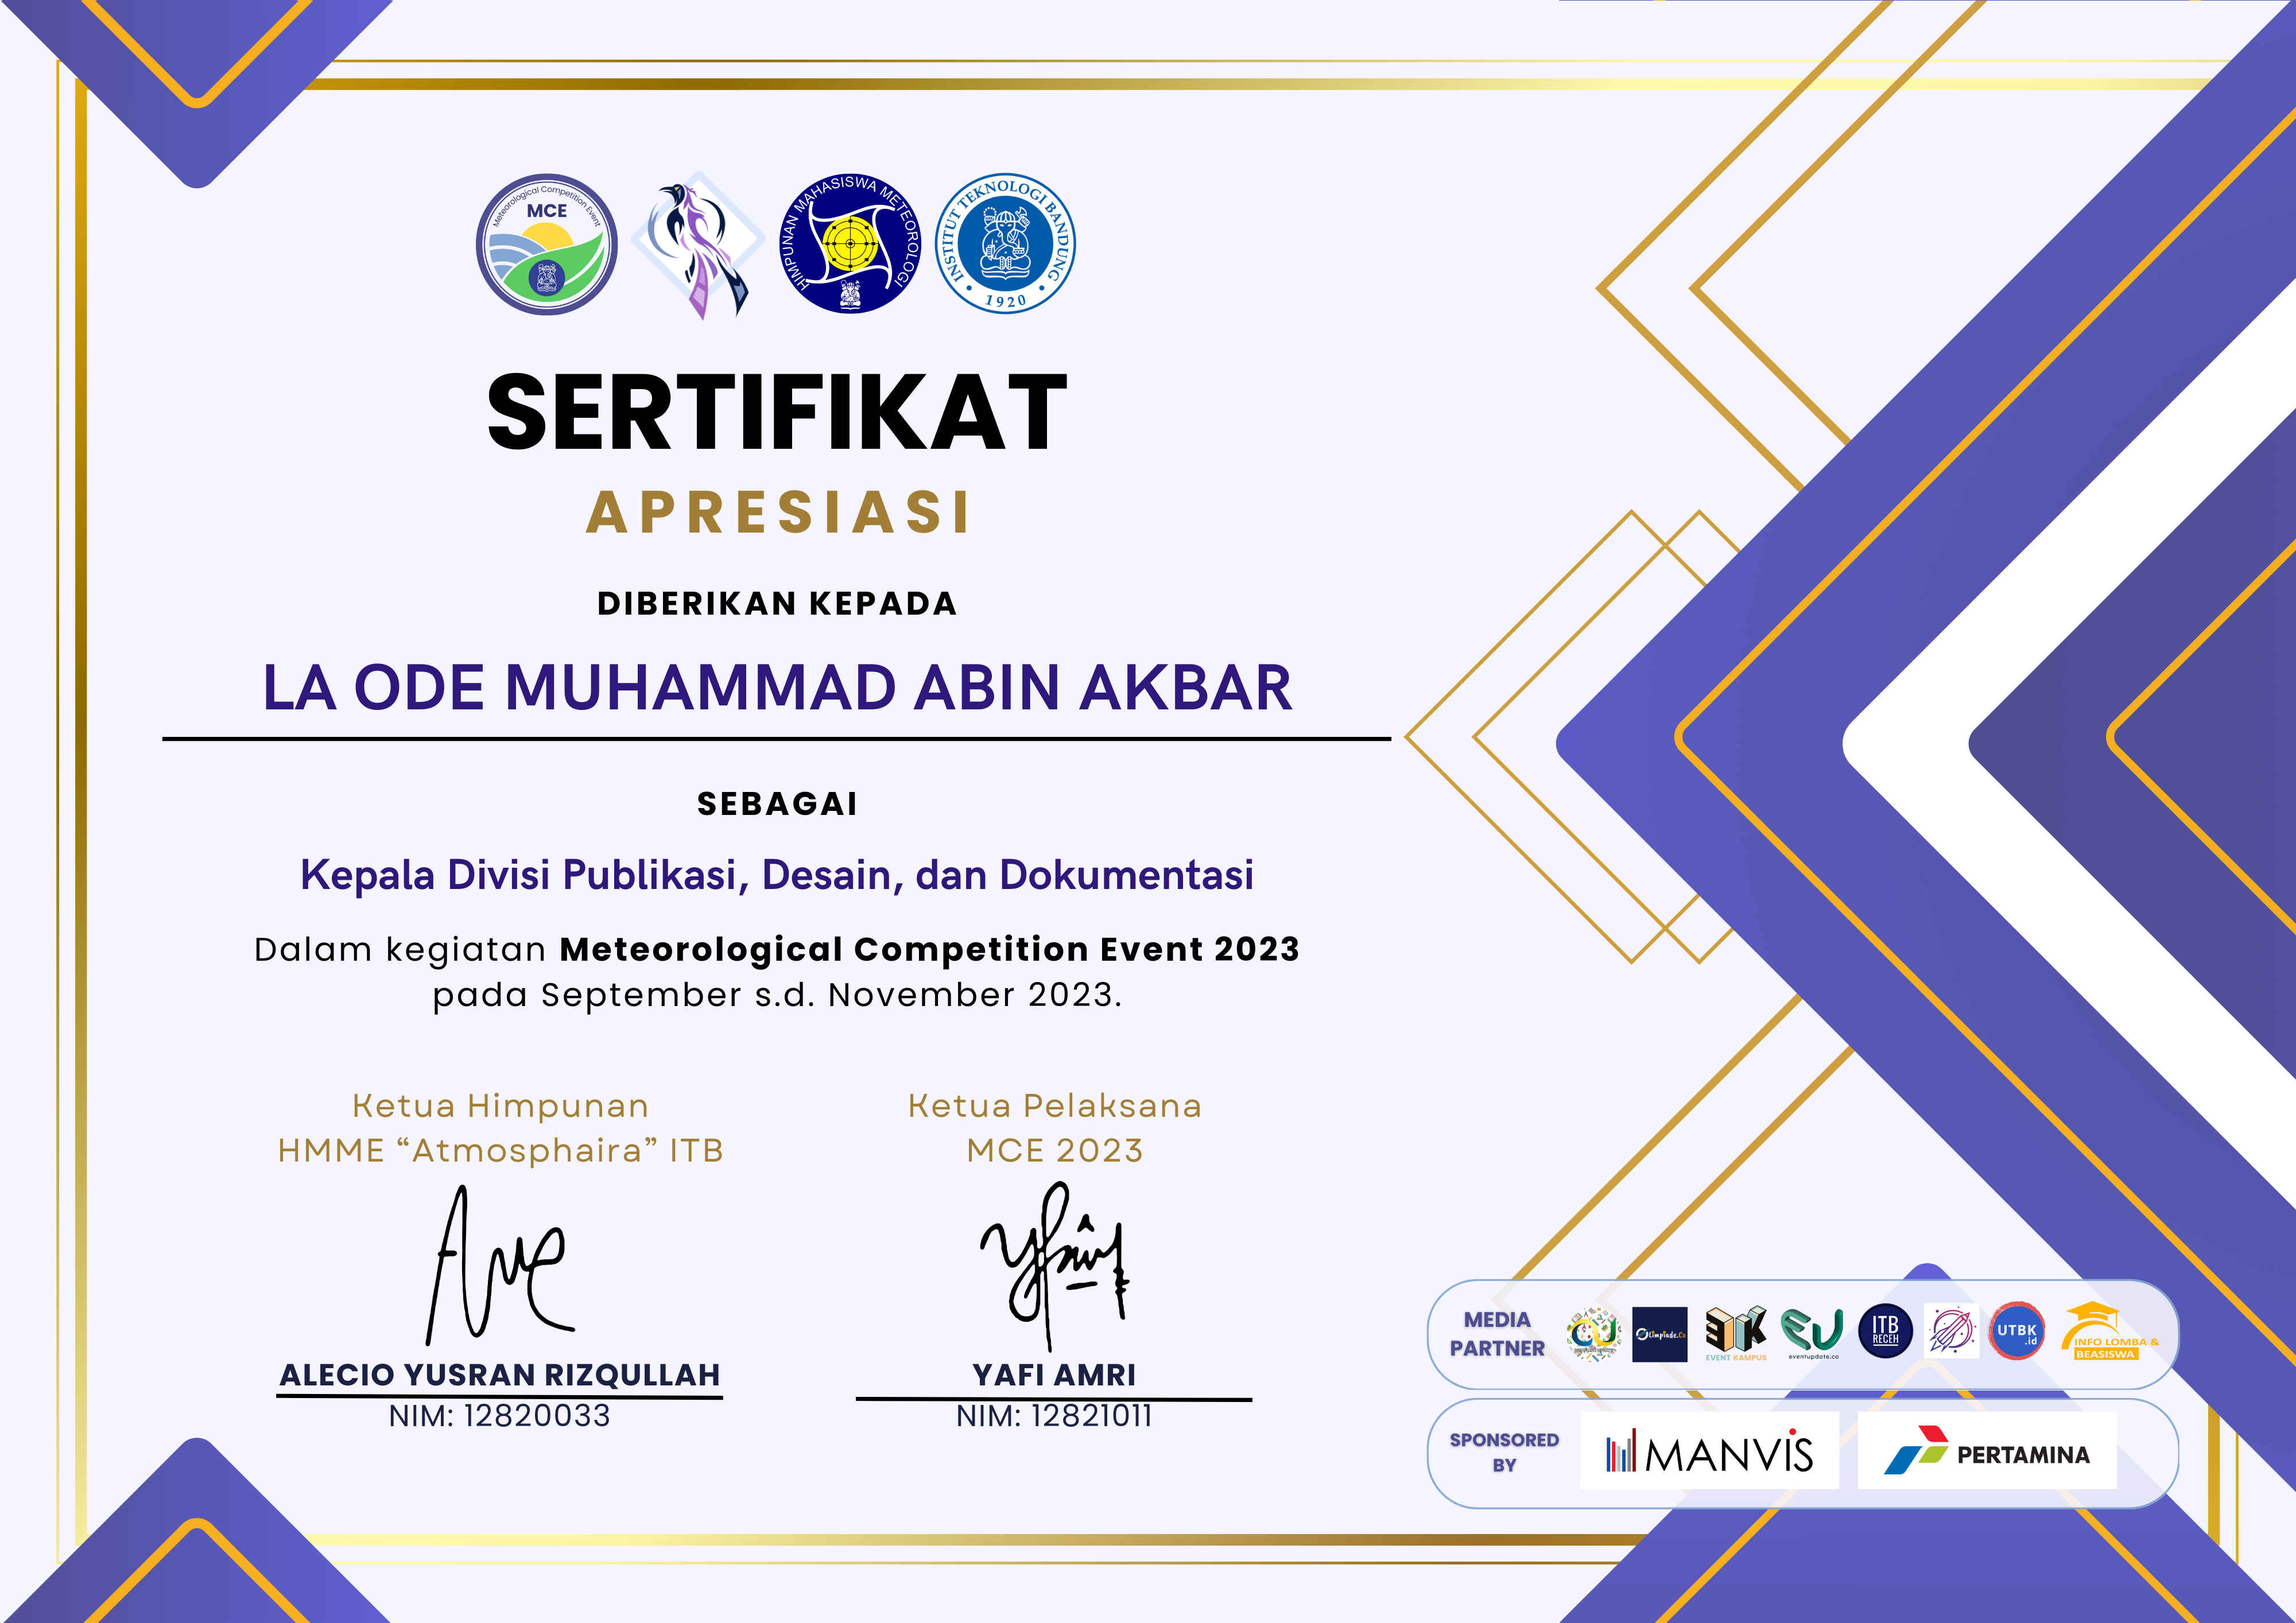 Meteorological Competition Event
MCE
HIMPUNAN MAHASISWA METEOROLOGI
INSTITUT TEKNOLOGI BANDUNG
1920
SERTIFIKAT
APRESIASI
DIBERIKAN KEPADA
LA ODE MUHAMMAD ABIN AKBAR
SEBAGAI
Kepala Divisi Publikasi, Desain, dan Dokumentasi
Dalam kegiatan Meteorological Competition Event 2023
pada September s.d. November 2023.
Ketua Himpunan
HMME “Atmosphaira” ITB
ALECIO YUSRAN RIZQULLAH
NIM: 12820033
Ketua Pelaksana
MCE 2023
YAFI AMRI
NIM: 12821011
MEDIA
PARTNER
Olimpiade.Co
EVENT KAMPUS
eventupdate.co
ITB
RECEH
UTBK
.id
INFO LOMBA &
BEASISWA
SPONSORED
BY
MANVIS
PERTAMINA